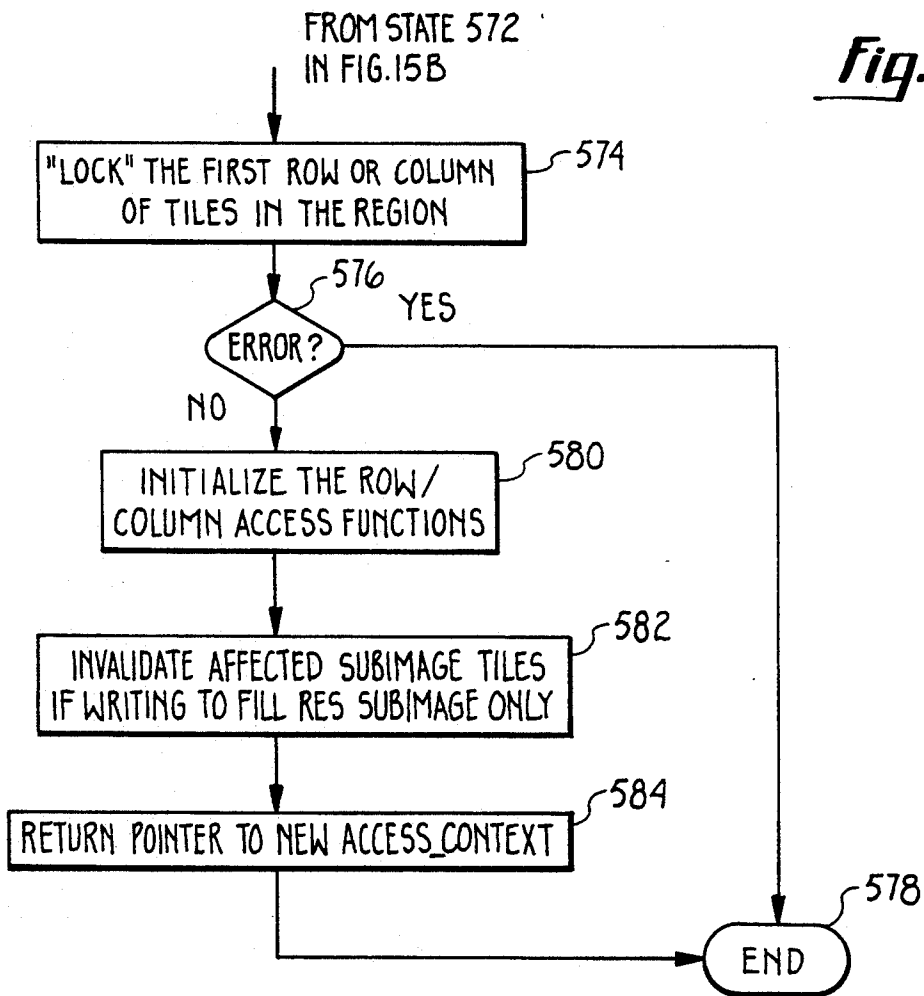 FROM STATE 572
IN FIG.15B
Fig.
"LOCK" THE FIRST ROW OR COLUMN
OF TILES IN THE REGION
574
576
YES
ERROR?
NO
580
INITIALIZE THE ROW/
COLUMN ACCESS FUNCTIONS
582
INVALIDATE AFFECTED SUBIMAGE TILES
IF WRITING TO FILL RES SUBIMAGE ONLY
584
RETURN POINTER TO NEW ACCESS_CONTEXT
578
END